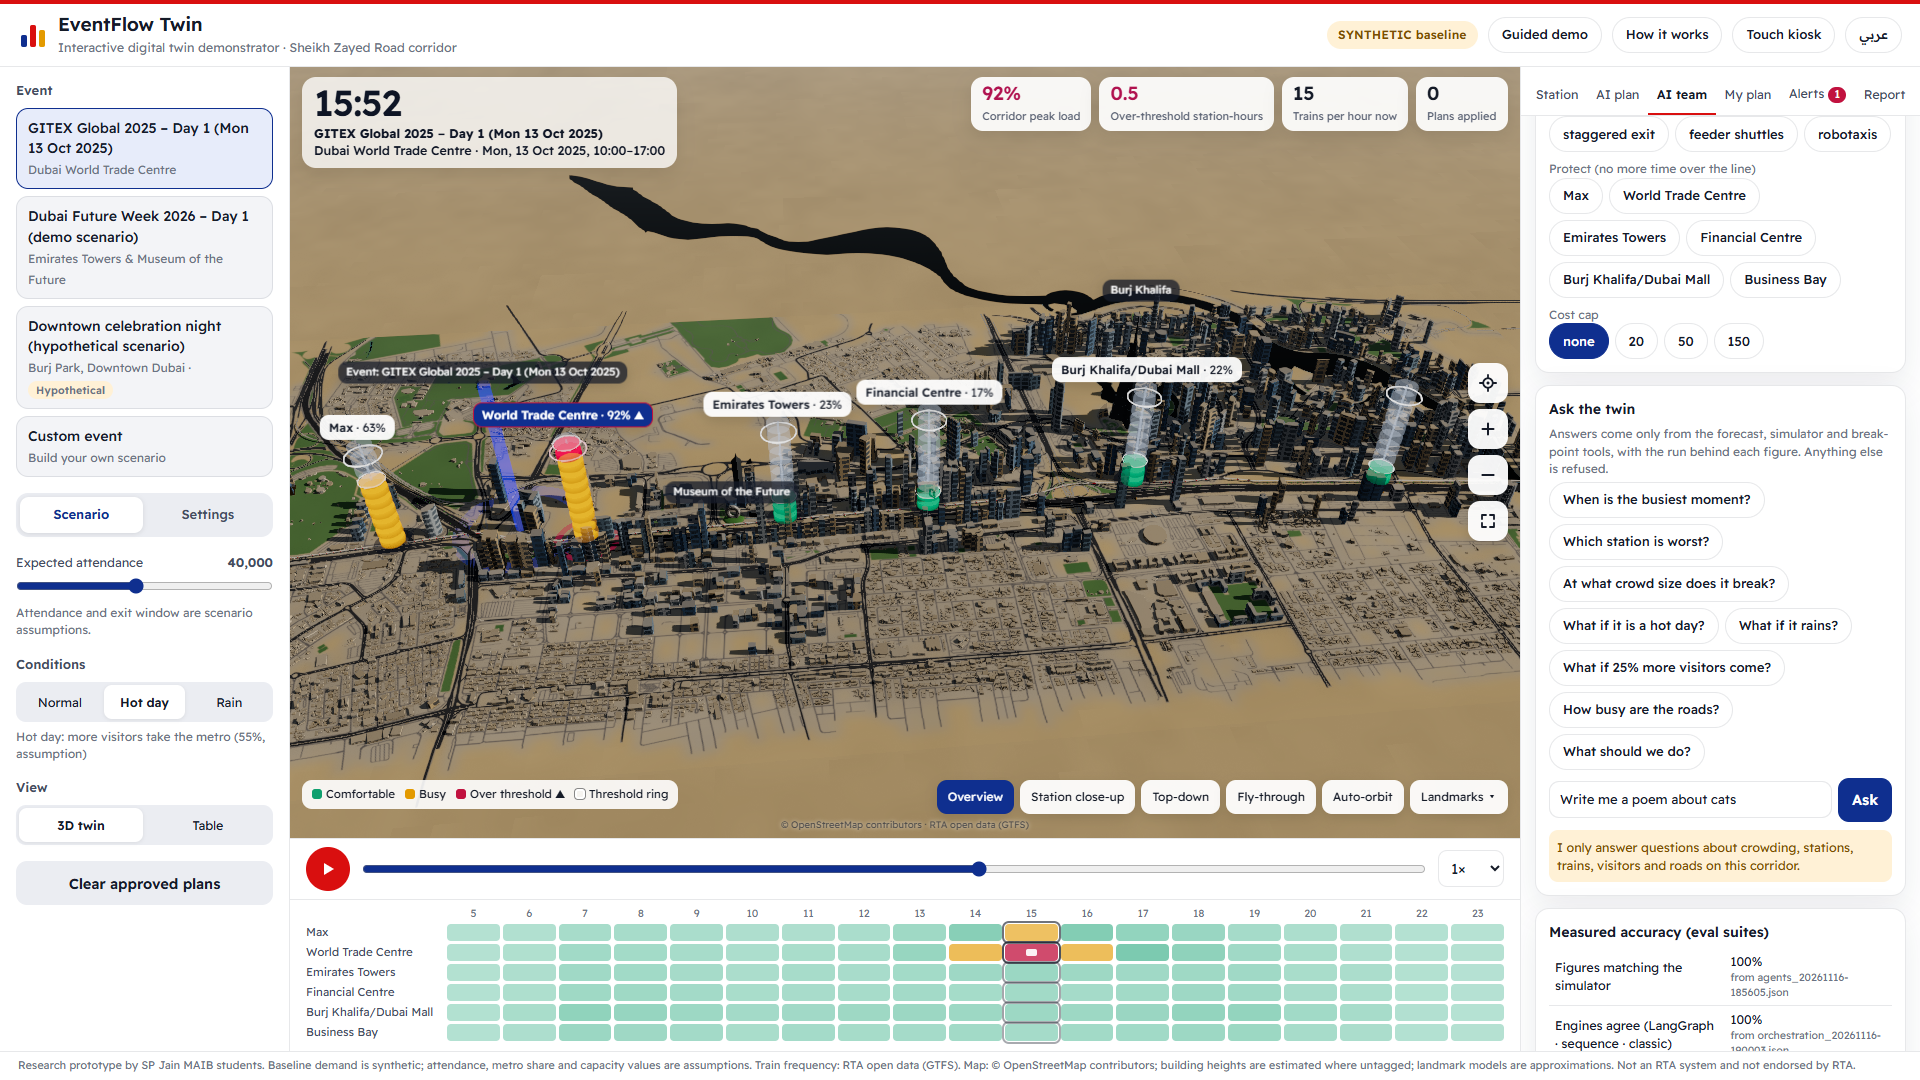 EventFlow Twin
Interactive digital twin demonstrator · Sheikh Zayed Road corridor
SYNTHETIC baseline
Guided demo
How it works
Touch kiosk
عربي
Event
GITEX Global 2025 – Day 1 (Mon
13 Oct 2025)
Dubai World Trade Centre
Dubai Future Week 2026 – Day 1
(demo scenario)
Emirates Towers & Museum of the
Future
Downtown celebration night
(hypothetical scenario)
Burj Park, Downtown Dubai ·
Hypothetical
Custom event
Build your own scenario
Scenario
Settings
Expected attendance
40,000
Attendance and exit window are scenario
assumptions.
Conditions
Normal
Hot day
Rain
Hot day: more visitors take the metro (55%,
assumption)
View
3D twin
Table
Clear approved plans
15:52
GITEX Global 2025 – Day 1 (Mon 13 Oct 2025)
Dubai World Trade Centre · Mon, 13 Oct 2025, 10:00–17:00
92%
Corridor peak load
0.5
Over-threshold station-hours
15
Trains per hour now
0
Plans applied
Burj Khalifa
Event: GITEX Global 2025 – Day 1 (Mon 13 Oct 2025)
Burj Khalifa/Dubai Mall · 22%
Financial Centre · 17%
Emirates Towers · 23%
World Trade Centre · 92% ▲
Max · 63%
Museum of the Future
Comfortable
Busy
Over threshold ▲
Threshold ring
Overview
Station close-up
Top-down
Fly-through
Auto-orbit
Landmarks
© OpenStreetMap contributors · RTA open data (GTFS)
1×
5 6 7 8 9 10 11 12 13 14 15 16 17 18 19 20 21 22 23
Max
World Trade Centre
Emirates Towers
Financial Centre
Burj Khalifa/Dubai Mall
Business Bay
Station
AI plan
AI team
My plan
Alerts 1
Report
staggered exit
feeder shuttles
robotaxis
Protect (no more time over the line)
Max
World Trade Centre
Emirates Towers
Financial Centre
Burj Khalifa/Dubai Mall
Business Bay
Cost cap
none
20
50
150
Ask the twin
Answers come only from the forecast, simulator and break-
point tools, with the run behind each figure. Anything else
is refused.
When is the busiest moment?
Which station is worst?
At what crowd size does it break?
What if it is a hot day?
What if it rains?
What if 25% more visitors come?
How busy are the roads?
What should we do?
Write me a poem about cats
Ask
I only answer questions about crowding, stations,
trains, visitors and roads on this corridor.
Measured accuracy (eval suites)
Figures matching the
simulator
100%
from agents_20261116-
185605.json
Engines agree (LangGraph
· sequence · classic)
100%
from orchestration_20261116-
190003.json
Research prototype by SP Jain MAIB students. Baseline demand is synthetic; attendance, metro share and capacity values are assumptions. Train frequency: RTA open data (GTFS). Map: © OpenStreetMap contributors; building heights are estimated where untagged; landmark models are approximations. Not an RTA system and not endorsed by RTA.